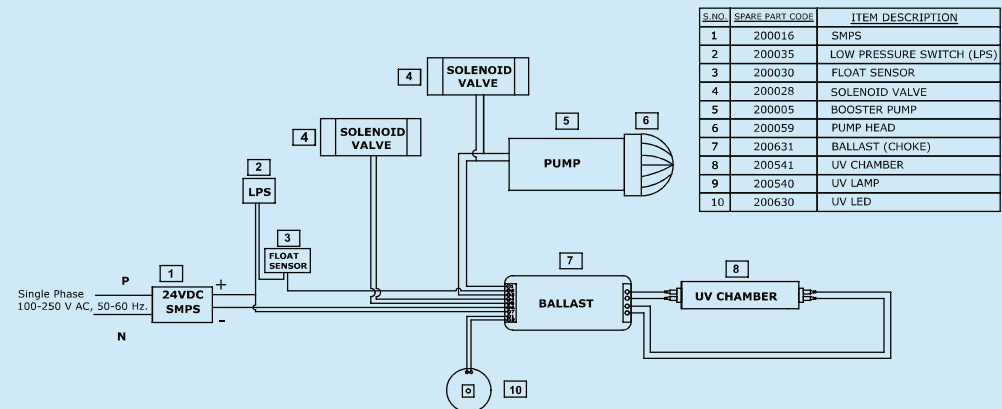 S.NO. SPARE PART CODE ITEM DESCRIPTION
1 200016 SMPS
2 200035 LOW PRESSURE SWITCH (LPS)
3 200030 FLOAT SENSOR
4 200028 SOLENOID VALVE
5 200005 BOOSTER PUMP
6 200059 PUMP HEAD
7 200631 BALLAST (CHOKE)
8 200541 UV CHAMBER
9 200540 UV LAMP
10 200630 UV LED
4
SOLENOID
VALVE
4
SOLENOID
VALVE
5
6
PUMP
2
LPS
3
FLOAT
SENSOR
7
BALLAST
8
UV CHAMBER
P
1
+
Single Phase
100-250 V AC, 50-60 Hz.
24VDC
SMPS
-
N
10